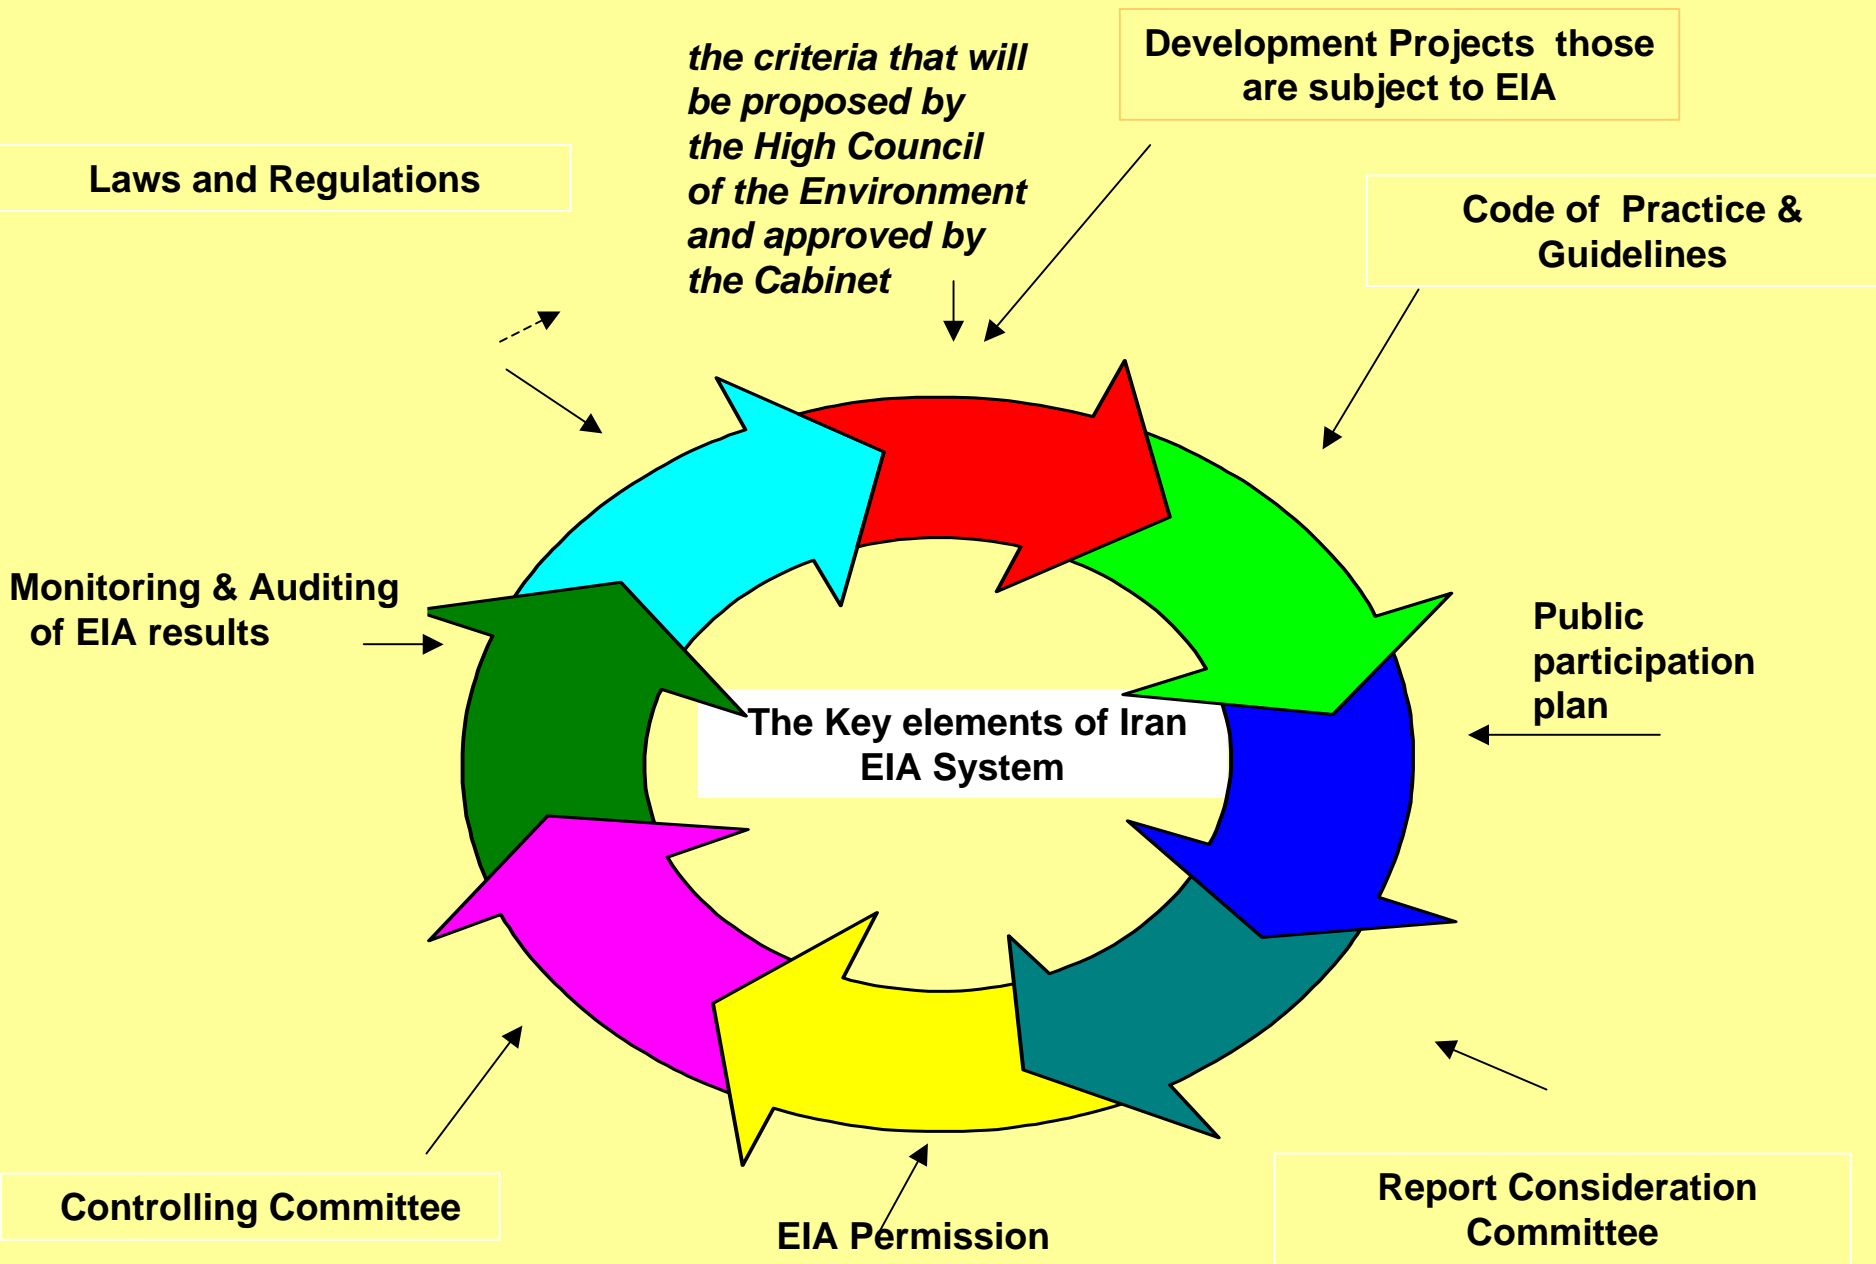 the criteria that will
be proposed by
the High Council
of the Environment
and approved by
the Cabinet
Development Projects  those
are subject to EIA
Laws and Regulations
Code of  Practice &
Guidelines
Monitoring & Auditing
of EIA results
Public
participation
plan
The Key elements of Iran
EIA System
Controlling Committee
EIA Permission
Report Consideration
Committee